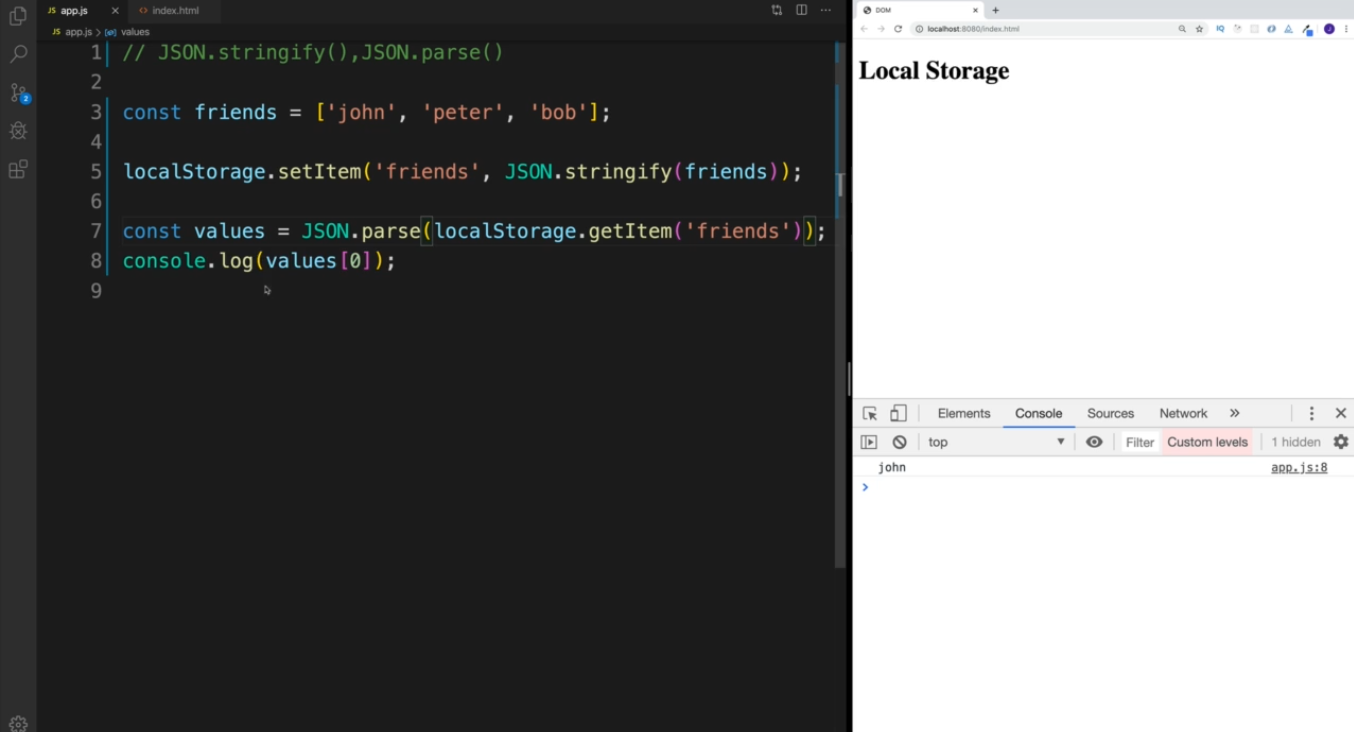 app.js
index.html
app.js > values
1 // JSON.stringify(),JSON.parse()
2
3 const friends = ['john', 'peter', 'bob'];
4
5 localStorage.setItem('friends', JSON.stringify(friends));
6
7 const values = JSON.parse(localStorage.getItem('friends'));
8 console.log(values[0]);
9
2
DOM
localhost:8080/index.html
Local Storage
Elements Console Sources Network »
top Filter Custom levels 1 hidden
john app.js:8